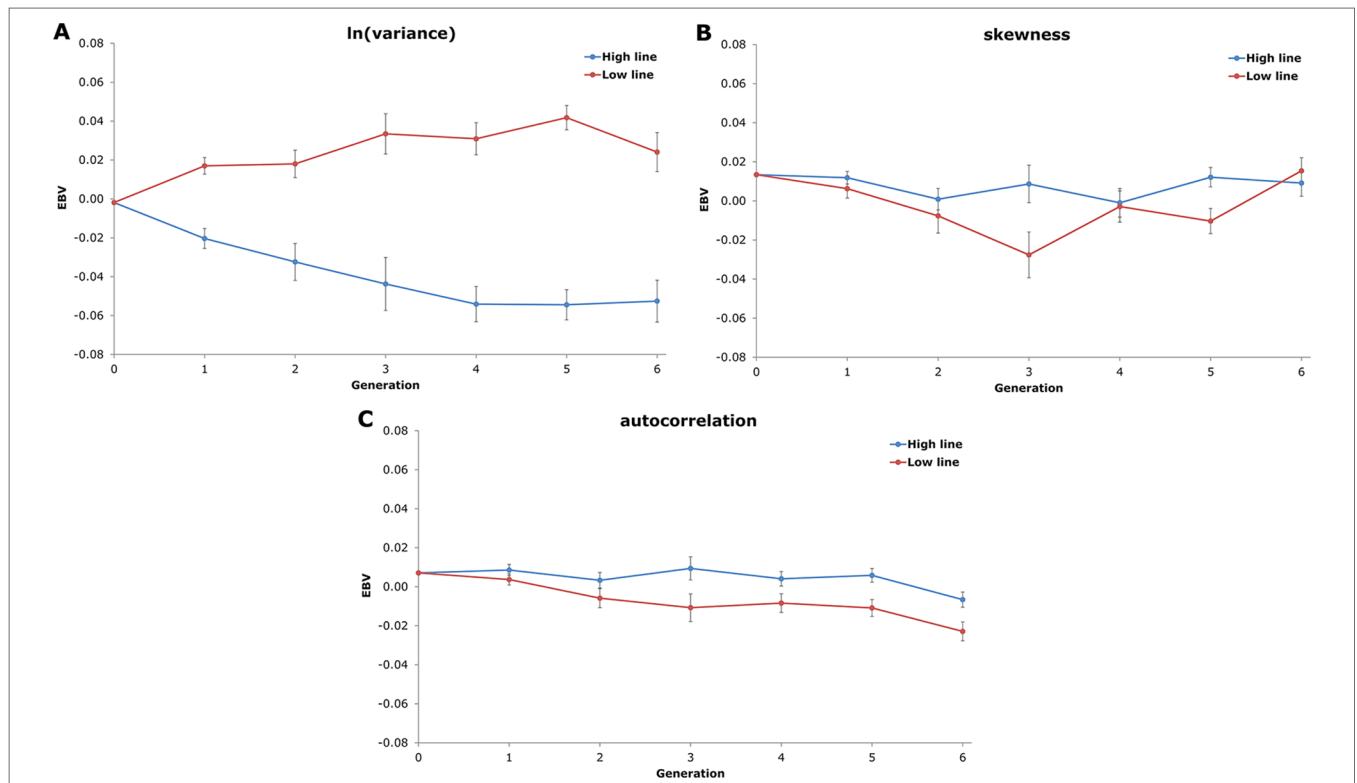 A
ln(variance)
High line
Low line
EBV
0.08
0.06
0.04
0.02
0.00
-0.02
-0.04
-0.06
-0.08
0 1 2 3 4 5 6
Generation
B
skewness
High line
Low line
EBV
0.08
0.06
0.04
0.02
0.00
-0.02
-0.04
-0.06
-0.08
0 1 2 3 4 5 6
Generation
C
autocorrelation
High line
Low line
EBV
0.08
0.06
0.04
0.02
0.00
-0.02
-0.04
-0.06
-0.08
0 1 2 3 4 5 6
Generation